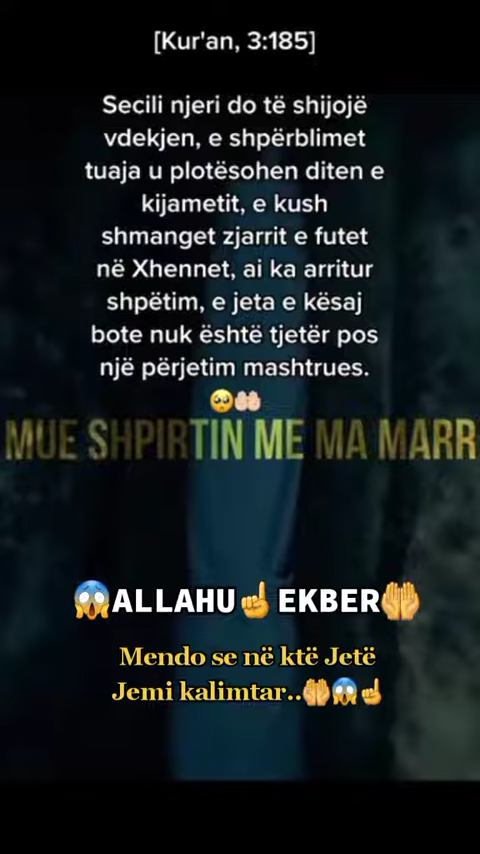 [Kur'an, 3:185]
Secili njeri do të shijojë
vdekjen, e shpërblimet
tuaja u plotësohen diten e
kijametit, e kush
shmanget zjarrit e futet
në Xhennet, ai ka arritur
shpëtim, e jeta e kësaj
bote nuk është tjetër pos
një përjetim mashtrues.
🥺🤲🏻
MUE SHPIRTIN ME MA MARR
😱ALLAHU☝️EKBER🤲
Mendo se në ktë Jetë
Jemi kalimtar..🤲😱☝️